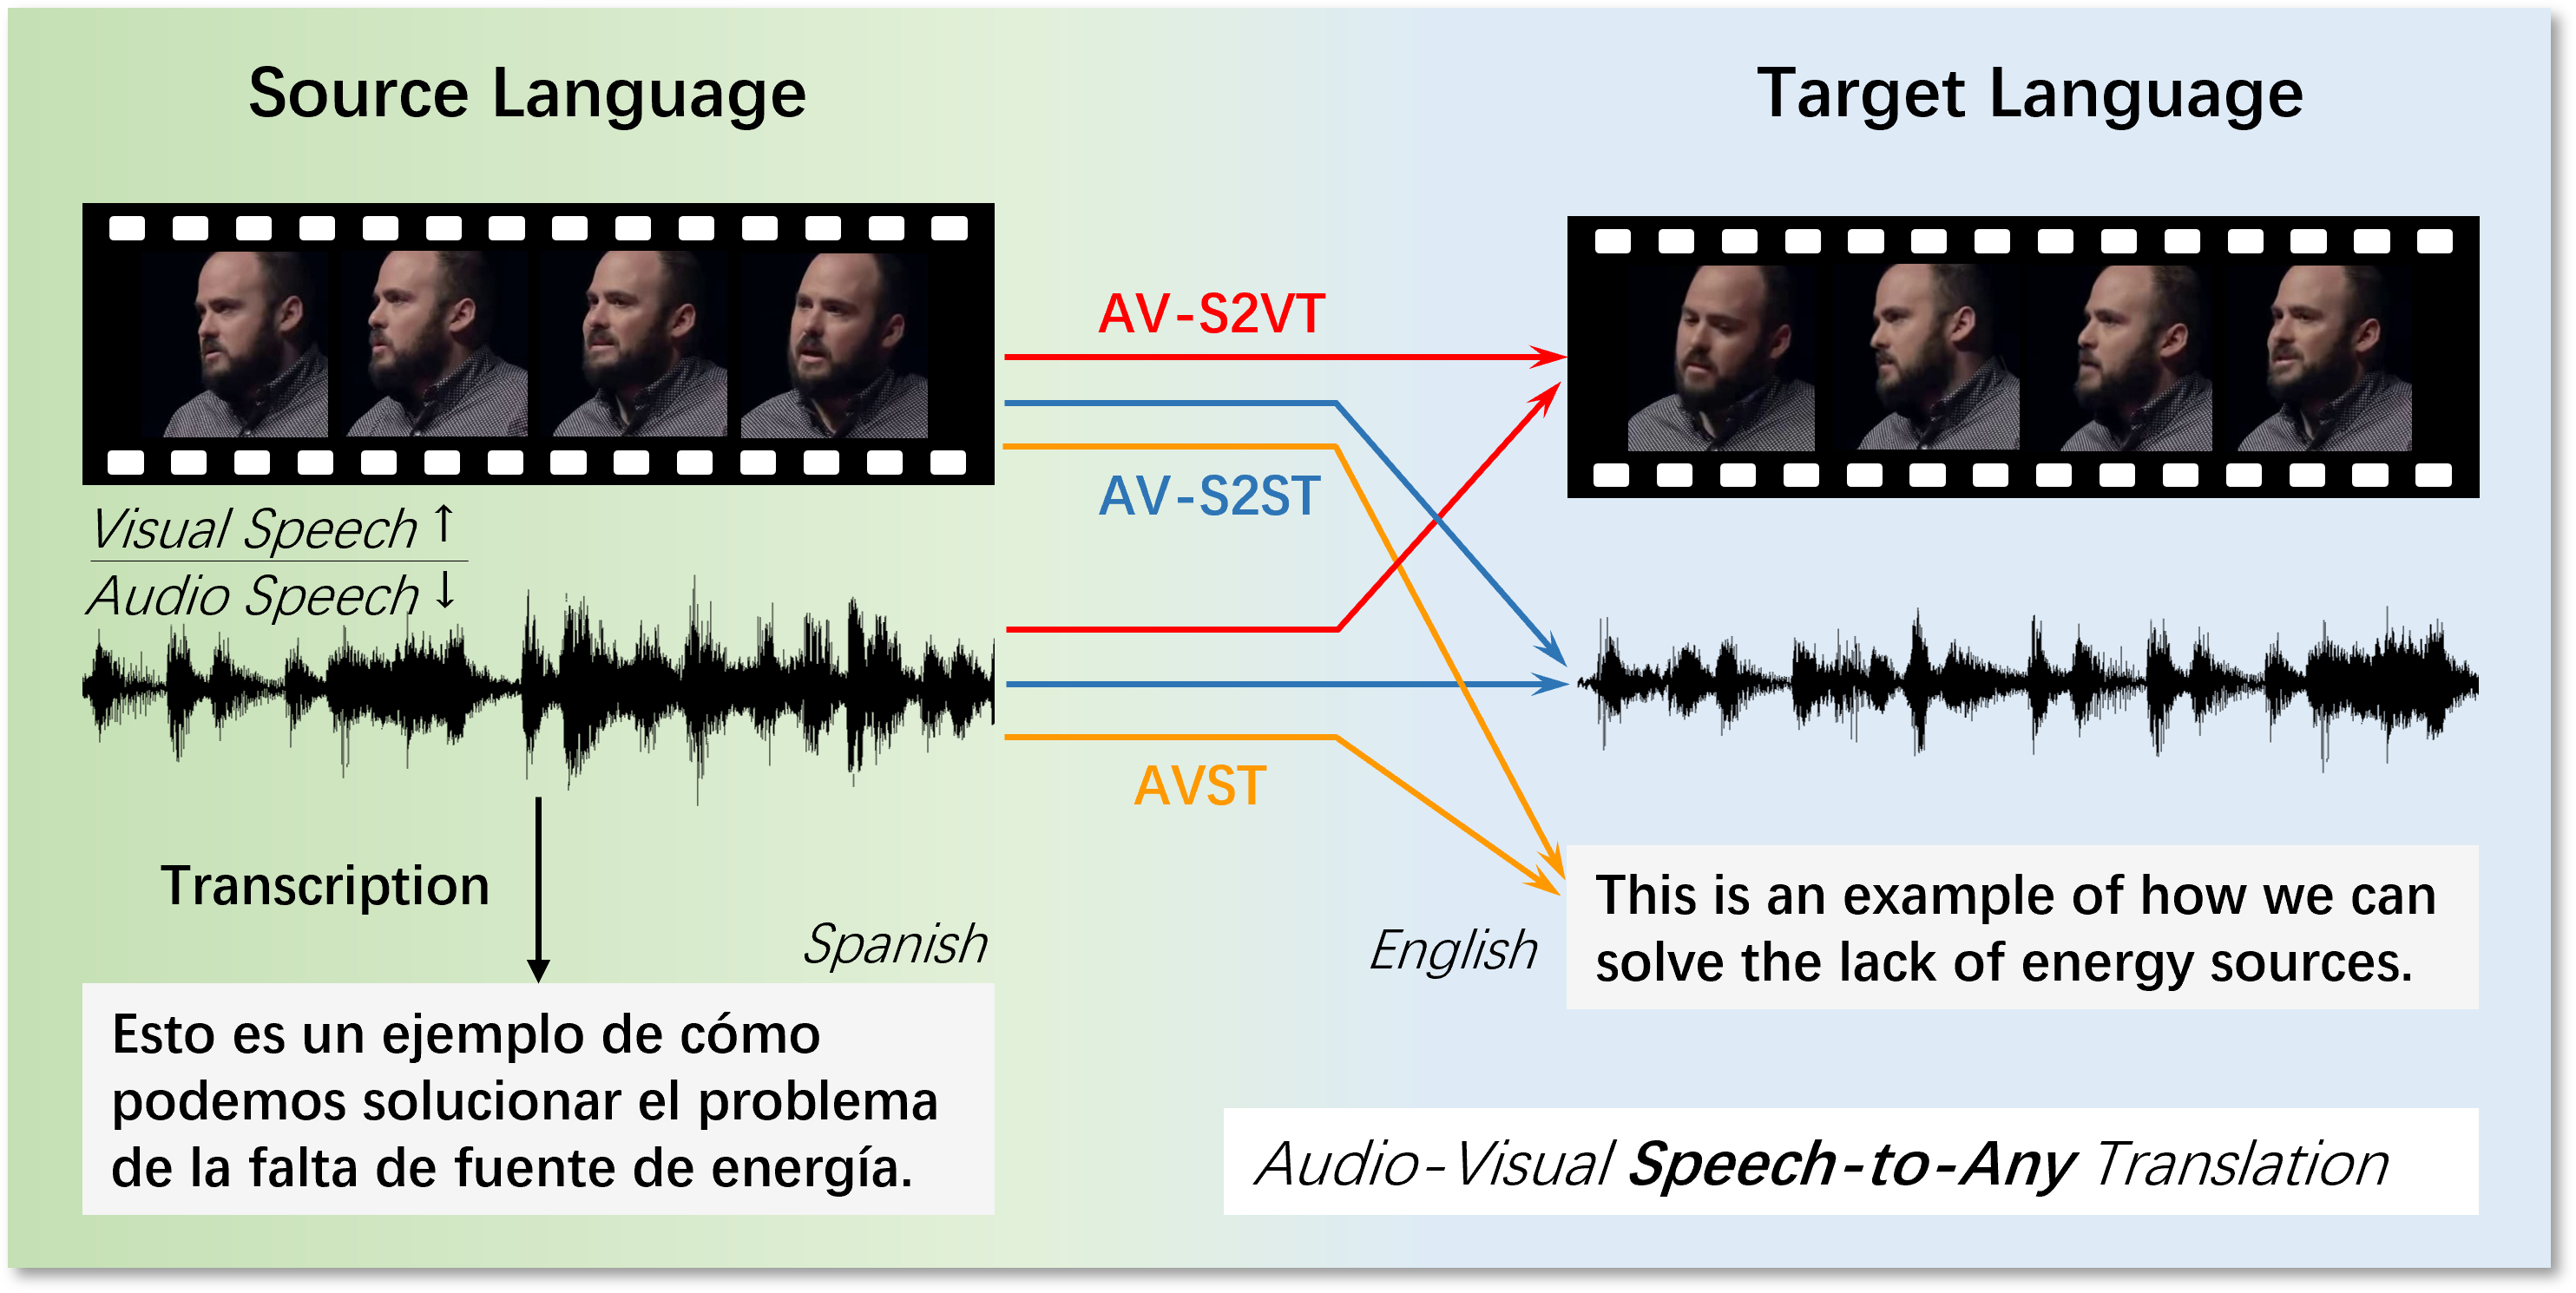 Source Language
Target Language
AV-S2VT
AV-S2ST
Visual Speech ↑
Audio Speech ↓
AVST
Transcription
Spanish
English
This is an example of how we can
solve the lack of energy sources.
Esto es un ejemplo de cómo
podemos solucionar el problema
de la falta de fuente de energía.
Audio-Visual Speech-to-Any Translation